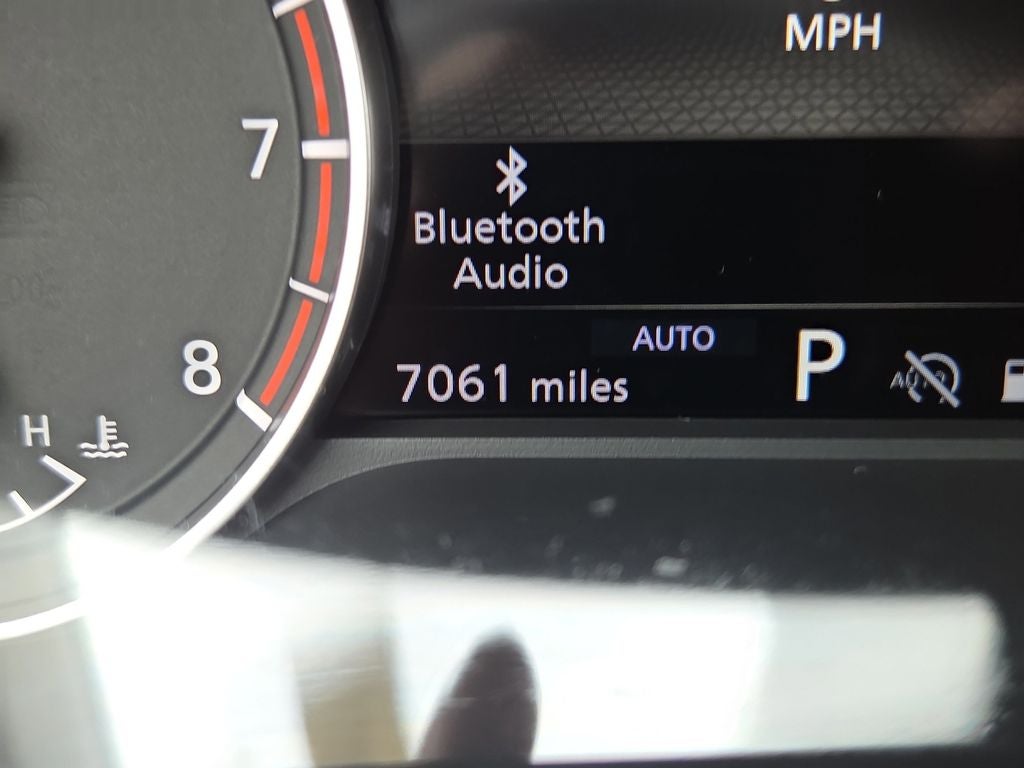 MPH
7
Bluetooth
Audio
AUTO
8
7061 miles
P
H